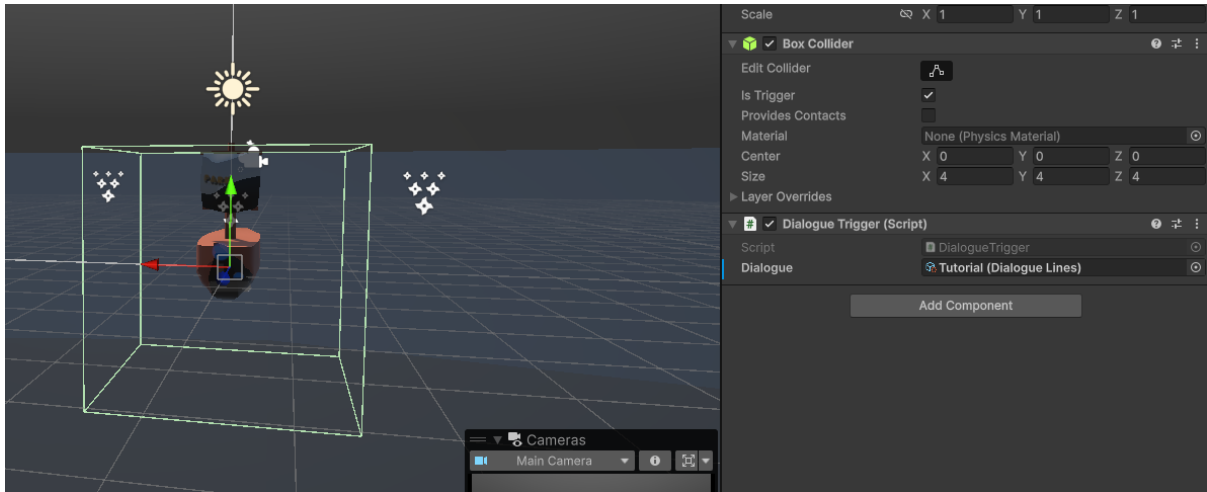 Scale X 1 Y 1 Z 1
Box Collider
Edit Collider
Is Trigger
Provides Contacts
Material None (Physics Material)
Center X 0 Y 0 Z 0
Size X 4 Y 4 Z 4
Layer Overrides
# Dialogue Trigger (Script)
Script # DialogueTrigger
Dialogue Tutorial (Dialogue Lines)
Add Component
Cameras
Main Camera